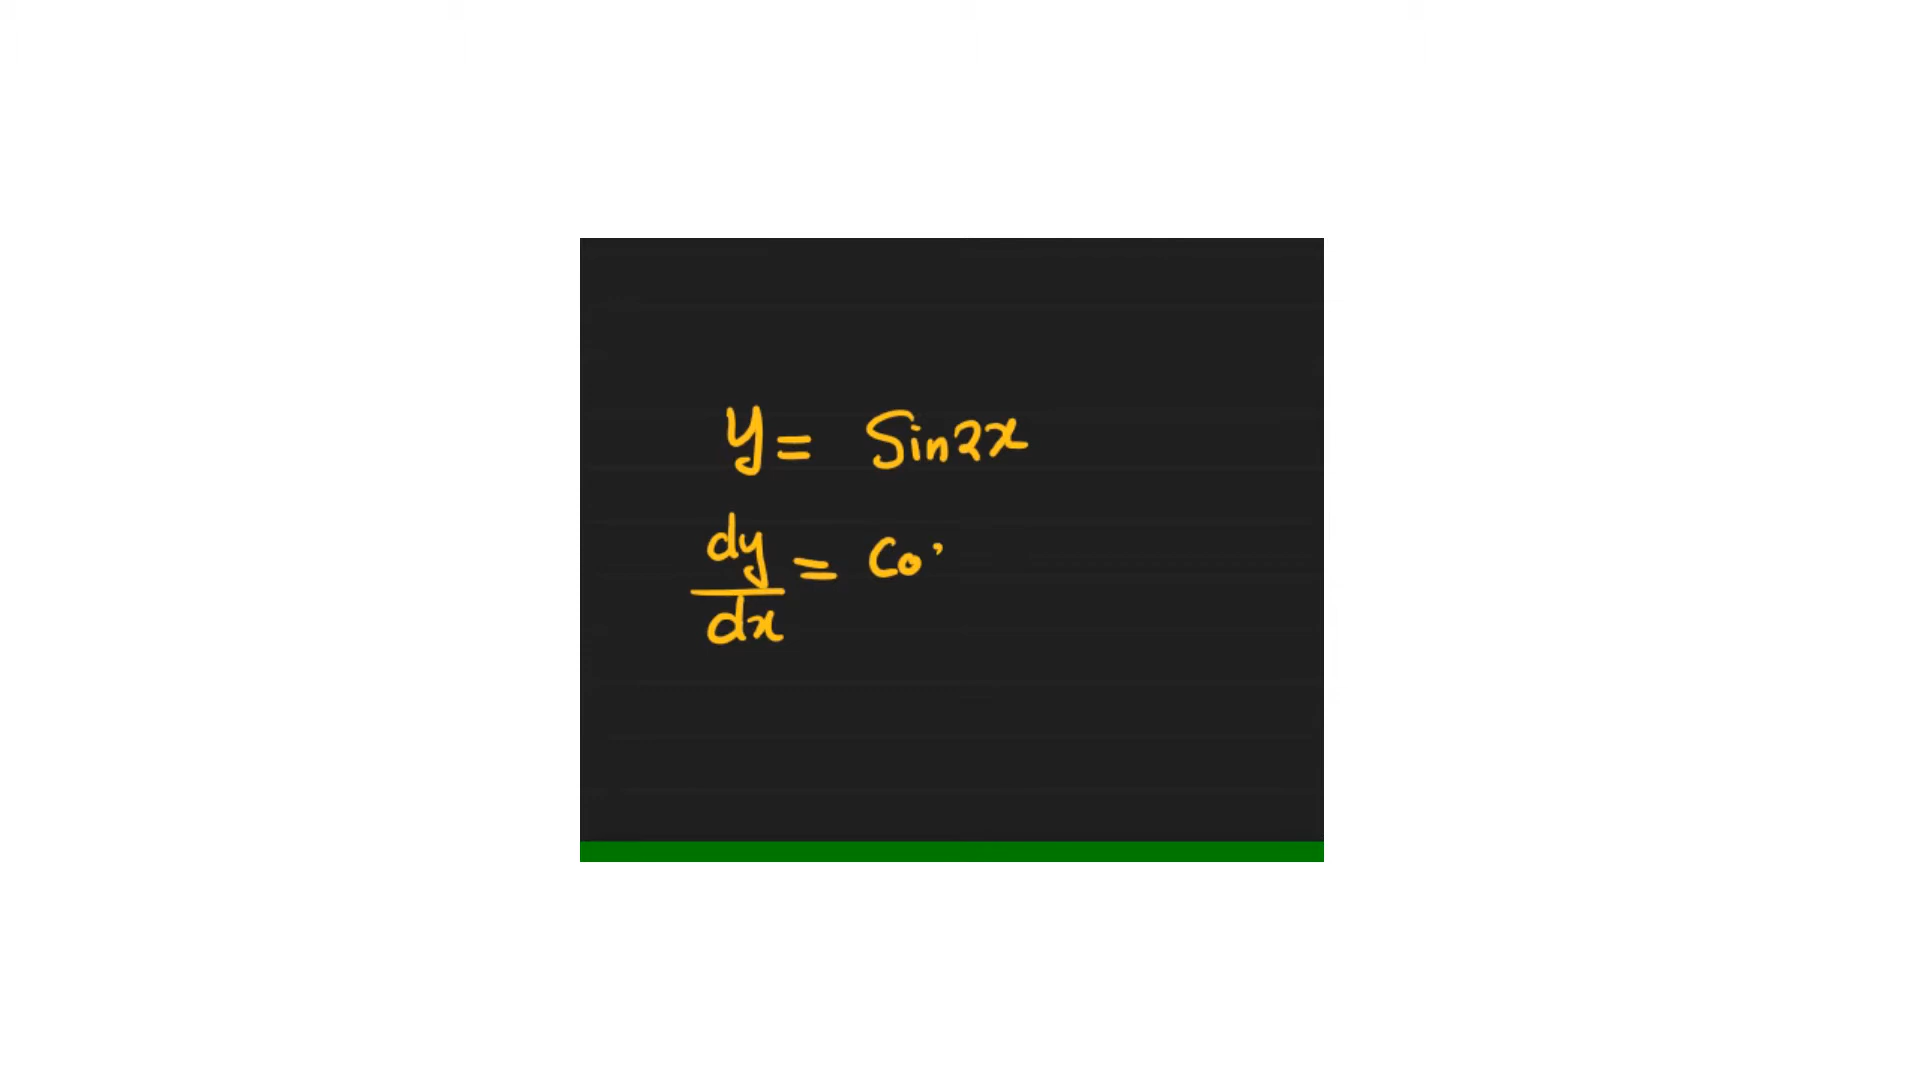 y = Sin2x
dy/dx = Co